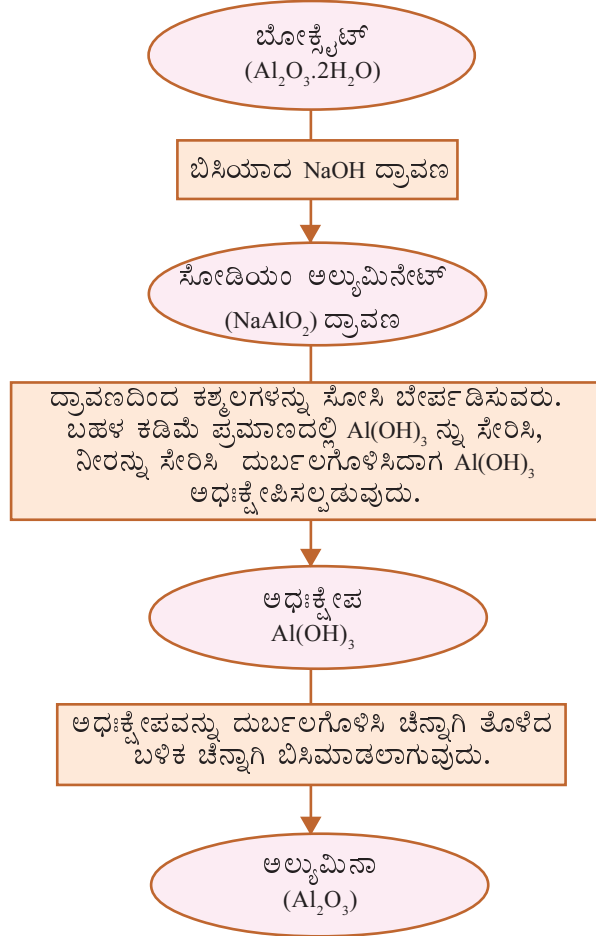 ಬೋಕ್ಸೈಟ್
(Al₂O₃.2H₂O)
ಬಿಸಿಯಾದ NaOH ದ್ರಾವಣ
ಸೋಡಿಯಂ ಅಲ್ಯುಮಿನೇಟ್
(NaAlO₂) ದ್ರಾವಣ
ದ್ರಾವಣದಿಂದ ಕಶ್ಮಲಗಳನ್ನು ಸೋಸಿ ಬೇರ್ಪಡಿಸುವರು.
ಬಹಳ ಕಡಿಮೆ ಪ್ರಮಾಣದಲ್ಲಿ Al(OH)₃ ನ್ನು ಸೇರಿಸಿ,
ನೀರನ್ನು ಸೇರಿಸಿ ದುರ್ಬಲಗೊಳಿಸಿದಾಗ Al(OH)₃
ಅಧಃಕ್ಷೇಪಿಸಲ್ಪಡುವುದು.
ಅಧಃಕ್ಷೇಪ
Al(OH)₃
ಅಧಃಕ್ಷೇಪವನ್ನು ದುರ್ಬಲಗೊಳಿಸಿ ಚೆನ್ನಾಗಿ ತೊಳೆದ
ಬಳಿಕ ಚೆನ್ನಾಗಿ ಬಿಸಿಮಾಡಲಾಗುವುದು.
ಅಲ್ಯುಮಿನಾ
(Al₂O₃)